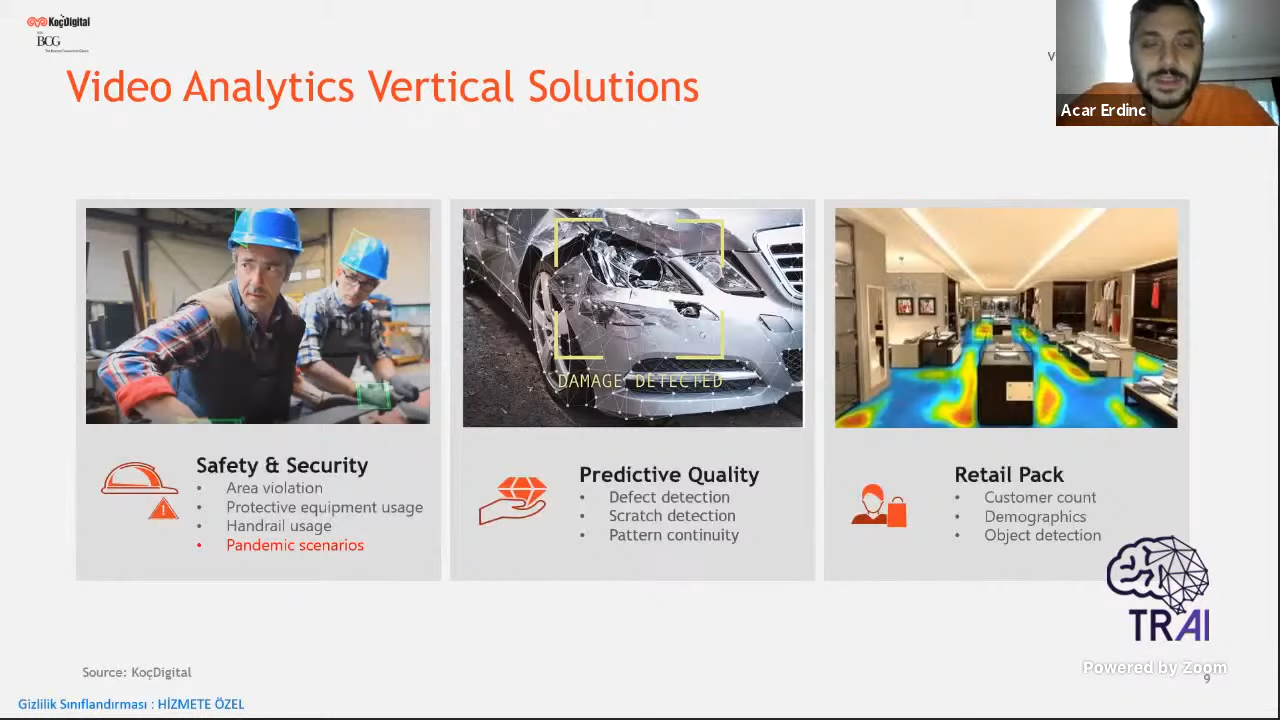 KoçDigital
BCG
Video Analytics Vertical Solutions
V
Acar Erdinc
DAMAGE DETECTED
Safety & Security
• Area violation
• Protective equipment usage
• Handrail usage
• Pandemic scenarios
Predictive Quality
• Defect detection
• Scratch detection
• Pattern continuity
Retail Pack
• Customer count
• Demographics
• Object detection
TRAI
Source: KoçDigital
Powered by Zoom
9
Gizlilik Sınıflandırması : HİZMETE ÖZEL